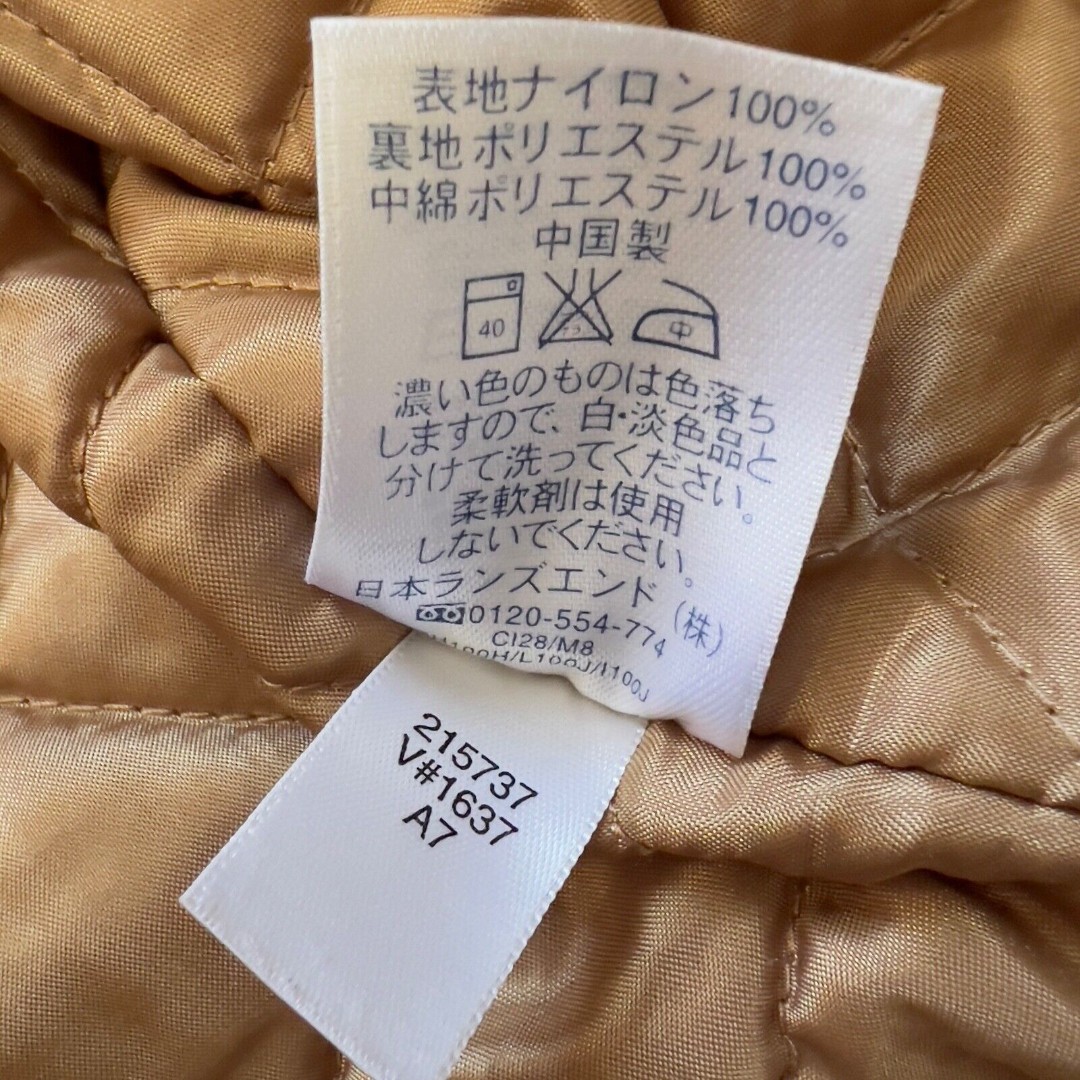 表地ナイロン100%
裏地ポリエステル100%
中綿ポリエステル100%
中国製
40 中
濃い色のものは色落ち
しますので、白・淡色品と
分けて洗ってください。
柔軟剤は使用
しないでください。
日本ランズエンド(株)
0120-554-774
CI28/M8
215737
V#1637
A7